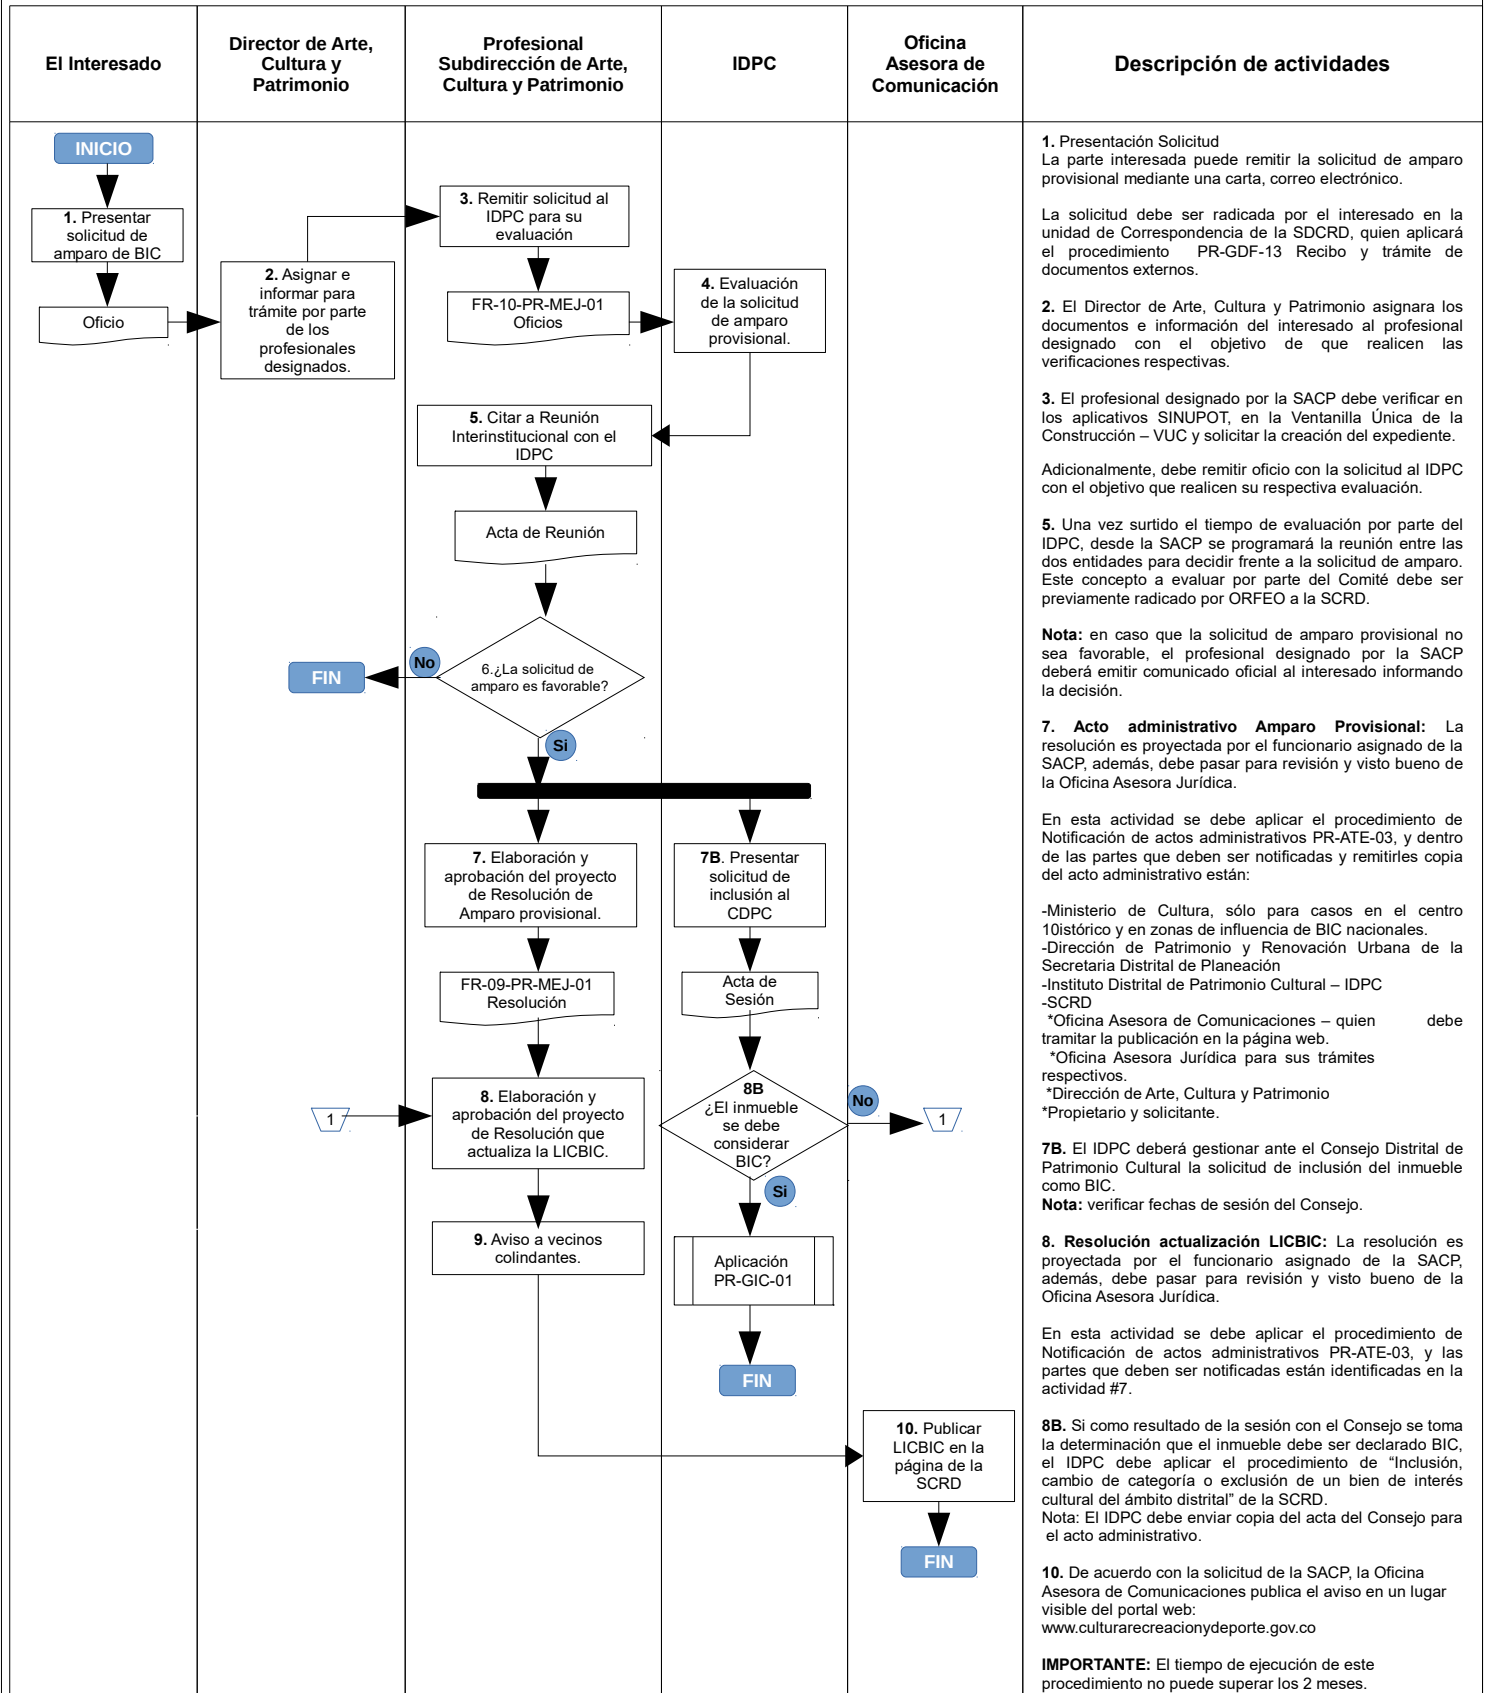 El Interesado
Director de Arte,
Cultura y
Patrimonio
Profesional
Subdirección de Arte,
Cultura y Patrimonio
IDPC
Oficina
Asesora de
Comunicación
Descripción de actividades
INICIO
1. Presentar
solicitud de
amparo de BIC
Oficio
2. Asignar e
informar para
trámite por parte
de los
profesionales
designados.
3. Remitir solicitud al
IDPC para su
evaluación
FR-10-PR-MEJ-01
Oficios
4. Evaluación
de la solicitud
de amparo
provisional.
5. Citar a Reunión
Interinstitucional con el
IDPC
Acta de Reunión
6.¿La solicitud de
amparo es favorable?
No
FIN
Si
7. Elaboración y
aprobación del proyecto
de Resolución de
Amparo provisional.
7B. Presentar
solicitud de
inclusión al
CDPC
FR-09-PR-MEJ-01
Resolución
Acta de
Sesión
1
8. Elaboración y
aprobación del proyecto
de Resolución que
actualiza la LICBIC.
8B
¿El inmueble
se debe
considerar
BIC?
No
1
Si
9. Aviso a vecinos
colindantes.
Aplicación
PR-GIC-01
FIN
10. Publicar
LICBIC en la
página de la
SCRD
FIN
1. Presentación Solicitud
La parte interesada puede remitir la solicitud de amparo
provisional mediante una carta, correo electrónico.
La solicitud debe ser radicada por el interesado en la
unidad de Correspondencia de la SDCRD, quien aplicará
el procedimiento PR-GDF-13 Recibo y trámite de
documentos externos.
2. El Director de Arte, Cultura y Patrimonio asignara los
documentos e información del interesado al profesional
designado con el objetivo de que realicen las
verificaciones respectivas.
3. El profesional designado por la SACP debe verificar en
los aplicativos SINUPOT, en la Ventanilla Única de la
Construcción – VUC y solicitar la creación del expediente.
Adicionalmente, debe remitir oficio con la solicitud al IDPC
con el objetivo que realicen su respectiva evaluación.
5. Una vez surtido el tiempo de evaluación por parte del
IDPC, desde la SACP se programará la reunión entre las
dos entidades para decidir frente a la solicitud de amparo.
Este concepto a evaluar por parte del Comité debe ser
previamente radicado por ORFEO a la SCRD.
Nota: en caso que la solicitud de amparo provisional no
sea favorable, el profesional designado por la SACP
deberá emitir comunicado oficial al interesado informando
la decisión.
7. Acto administrativo Amparo Provisional: La
resolución es proyectada por el funcionario asignado de la
SACP, además, debe pasar para revisión y visto bueno de
la Oficina Asesora Jurídica.
En esta actividad se debe aplicar el procedimiento de
Notificación de actos administrativos PR-ATE-03, y dentro
de las partes que deben ser notificadas y remitirles copia
del acto administrativo están:
-Ministerio de Cultura, sólo para casos en el centro
10istórico y en zonas de influencia de BIC nacionales.
-Dirección de Patrimonio y Renovación Urbana de la
Secretaria Distrital de Planeación
-Instituto Distrital de Patrimonio Cultural – IDPC
-SCRD
*Oficina Asesora de Comunicaciones – quien debe
tramitar la publicación en la página web.
*Oficina Asesora Jurídica para sus trámites
respectivos.
*Dirección de Arte, Cultura y Patrimonio
*Propietario y solicitante.
7B. El IDPC deberá gestionar ante el Consejo Distrital de
Patrimonio Cultural la solicitud de inclusión del inmueble
como BIC.
Nota: verificar fechas de sesión del Consejo.
8. Resolución actualización LICBIC: La resolución es
proyectada por el funcionario asignado de la SACP,
además, debe pasar para revisión y visto bueno de la
Oficina Asesora Jurídica.
En esta actividad se debe aplicar el procedimiento de
Notificación de actos administrativos PR-ATE-03, y las
partes que deben ser notificadas están identificadas en la
actividad #7.
8B. Si como resultado de la sesión con el Consejo se toma
la determinación que el inmueble debe ser declarado BIC,
el IDPC debe aplicar el procedimiento de “Inclusión,
cambio de categoría o exclusión de un bien de interés
cultural del ámbito distrital” de la SCRD.
Nota: El IDPC debe enviar copia del acta del Consejo para
el acto administrativo.
10. De acuerdo con la solicitud de la SACP, la Oficina
Asesora de Comunicaciones publica el aviso en un lugar
visible del portal web:
www.culturarecreacionydeporte.gov.co
IMPORTANTE: El tiempo de ejecución de este
procedimiento no puede superar los 2 meses.